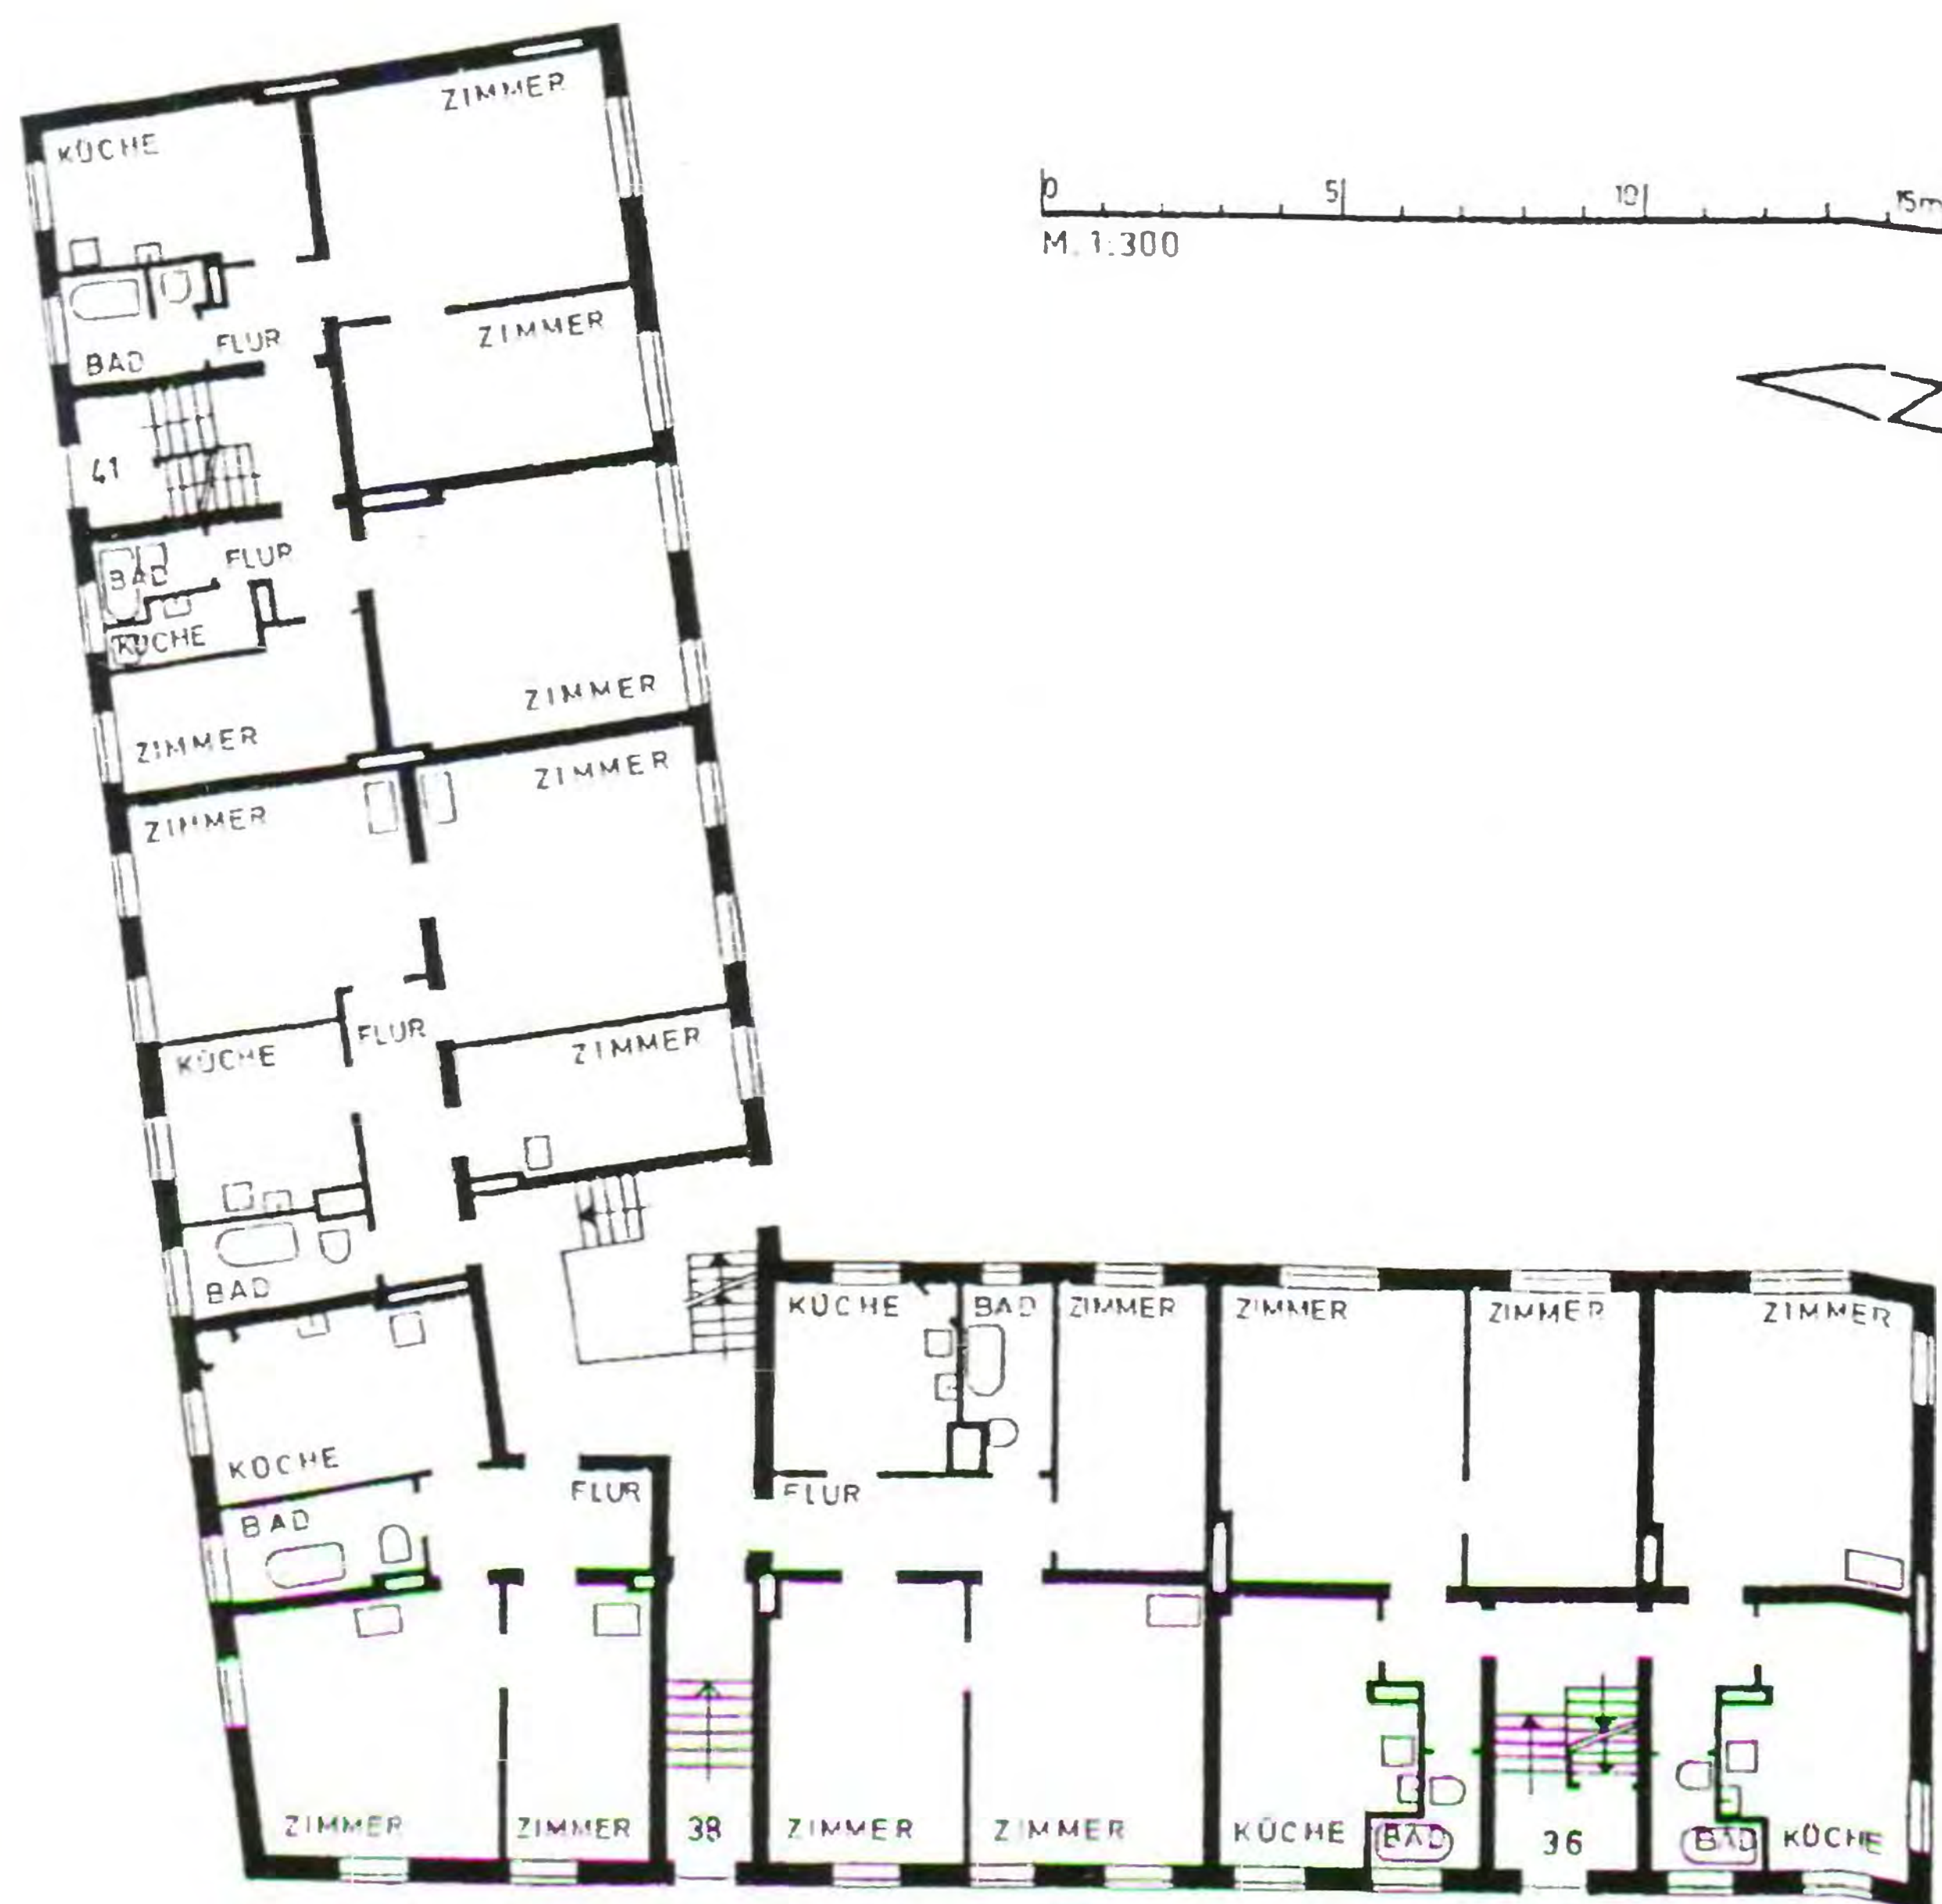 ZIMMER
KÜCHE
0 5 10 15m
M. 1:300
ZIMMER
FLUR
BAD
41
FLUR
BAD
KÜCHE
ZIMMER
ZIMMER
ZIMMER
ZIMMER
FLUR
ZIMMER
KÜCHE
BAD
KÜCHE BAD ZIMMER ZIMMER ZIMMER ZIMMER
KÜCHE
FLUR FLUR
BAD
ZIMMER ZIMMER 38 ZIMMER ZIMMER KÜCHE BAD 36 BAD KÜCHE